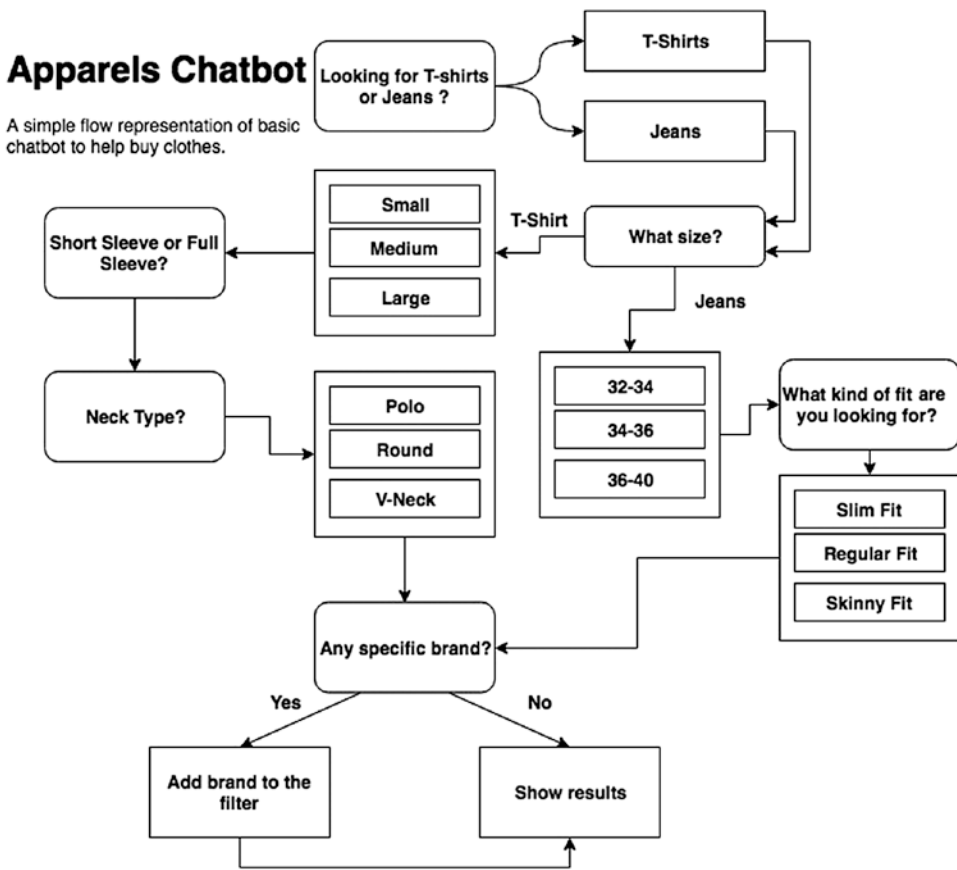 Apparels Chatbot
A simple flow representation of basic
chatbot to help buy clothes.
Looking for T-shirts
or Jeans ?
T-Shirts
Jeans
What size?
T-Shirt
Small
Medium
Large
Short Sleeve or Full
Sleeve?
Neck Type?
Polo
Round
V-Neck
Jeans
32-34
34-36
36-40
What kind of fit are
you looking for?
Slim Fit
Regular Fit
Skinny Fit
Any specific brand?
Yes
No
Add brand to the
filter
Show results